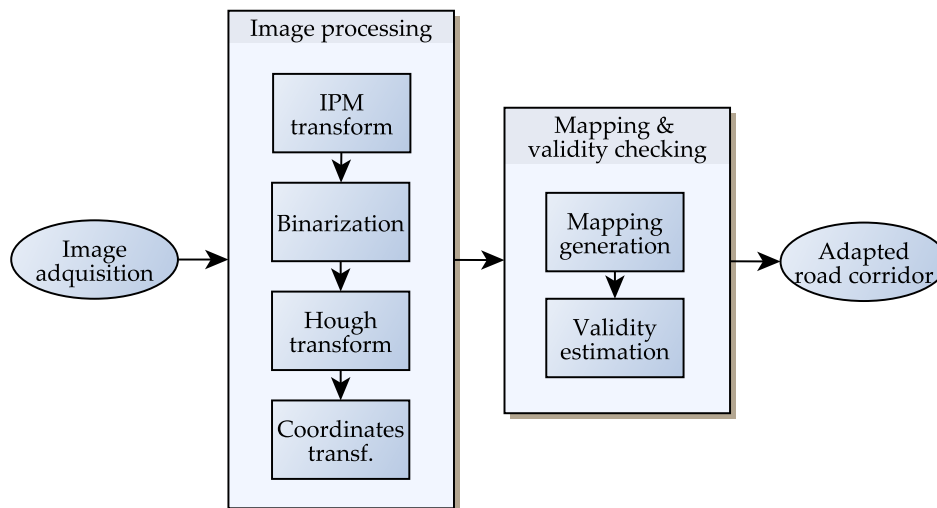 Image processing
IPM
transform
Binarization
Hough
transform
Coordinates
transf.
Image
adquisition
Mapping &
validity checking
Mapping
generation
Validity
estimation
Adapted
road corridor